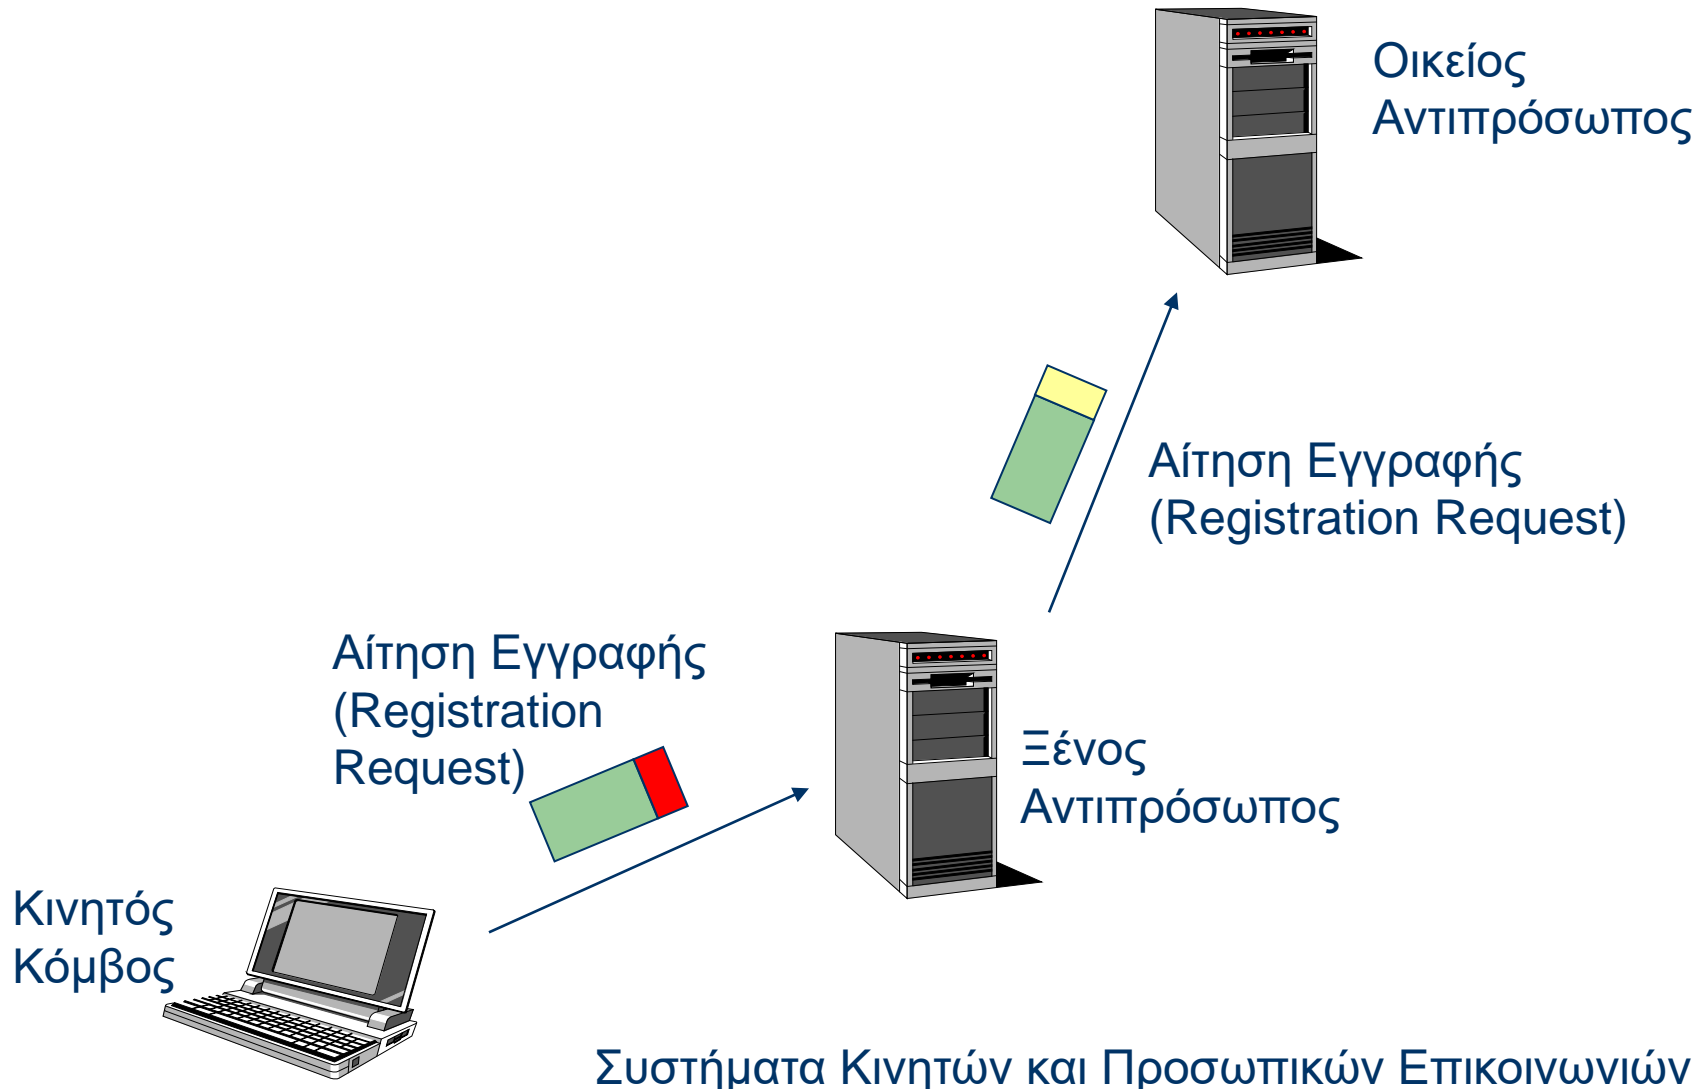 Οικείος
Αντιπρόσωπος
Αίτηση Εγγραφής
(Registration Request)
Αίτηση Εγγραφής
(Registration
Request)
Ξένος
Αντιπρόσωπος
Κινητός
Κόμβος
Συστήματα Κινητών και Προσωπικών Επικοινωνιών